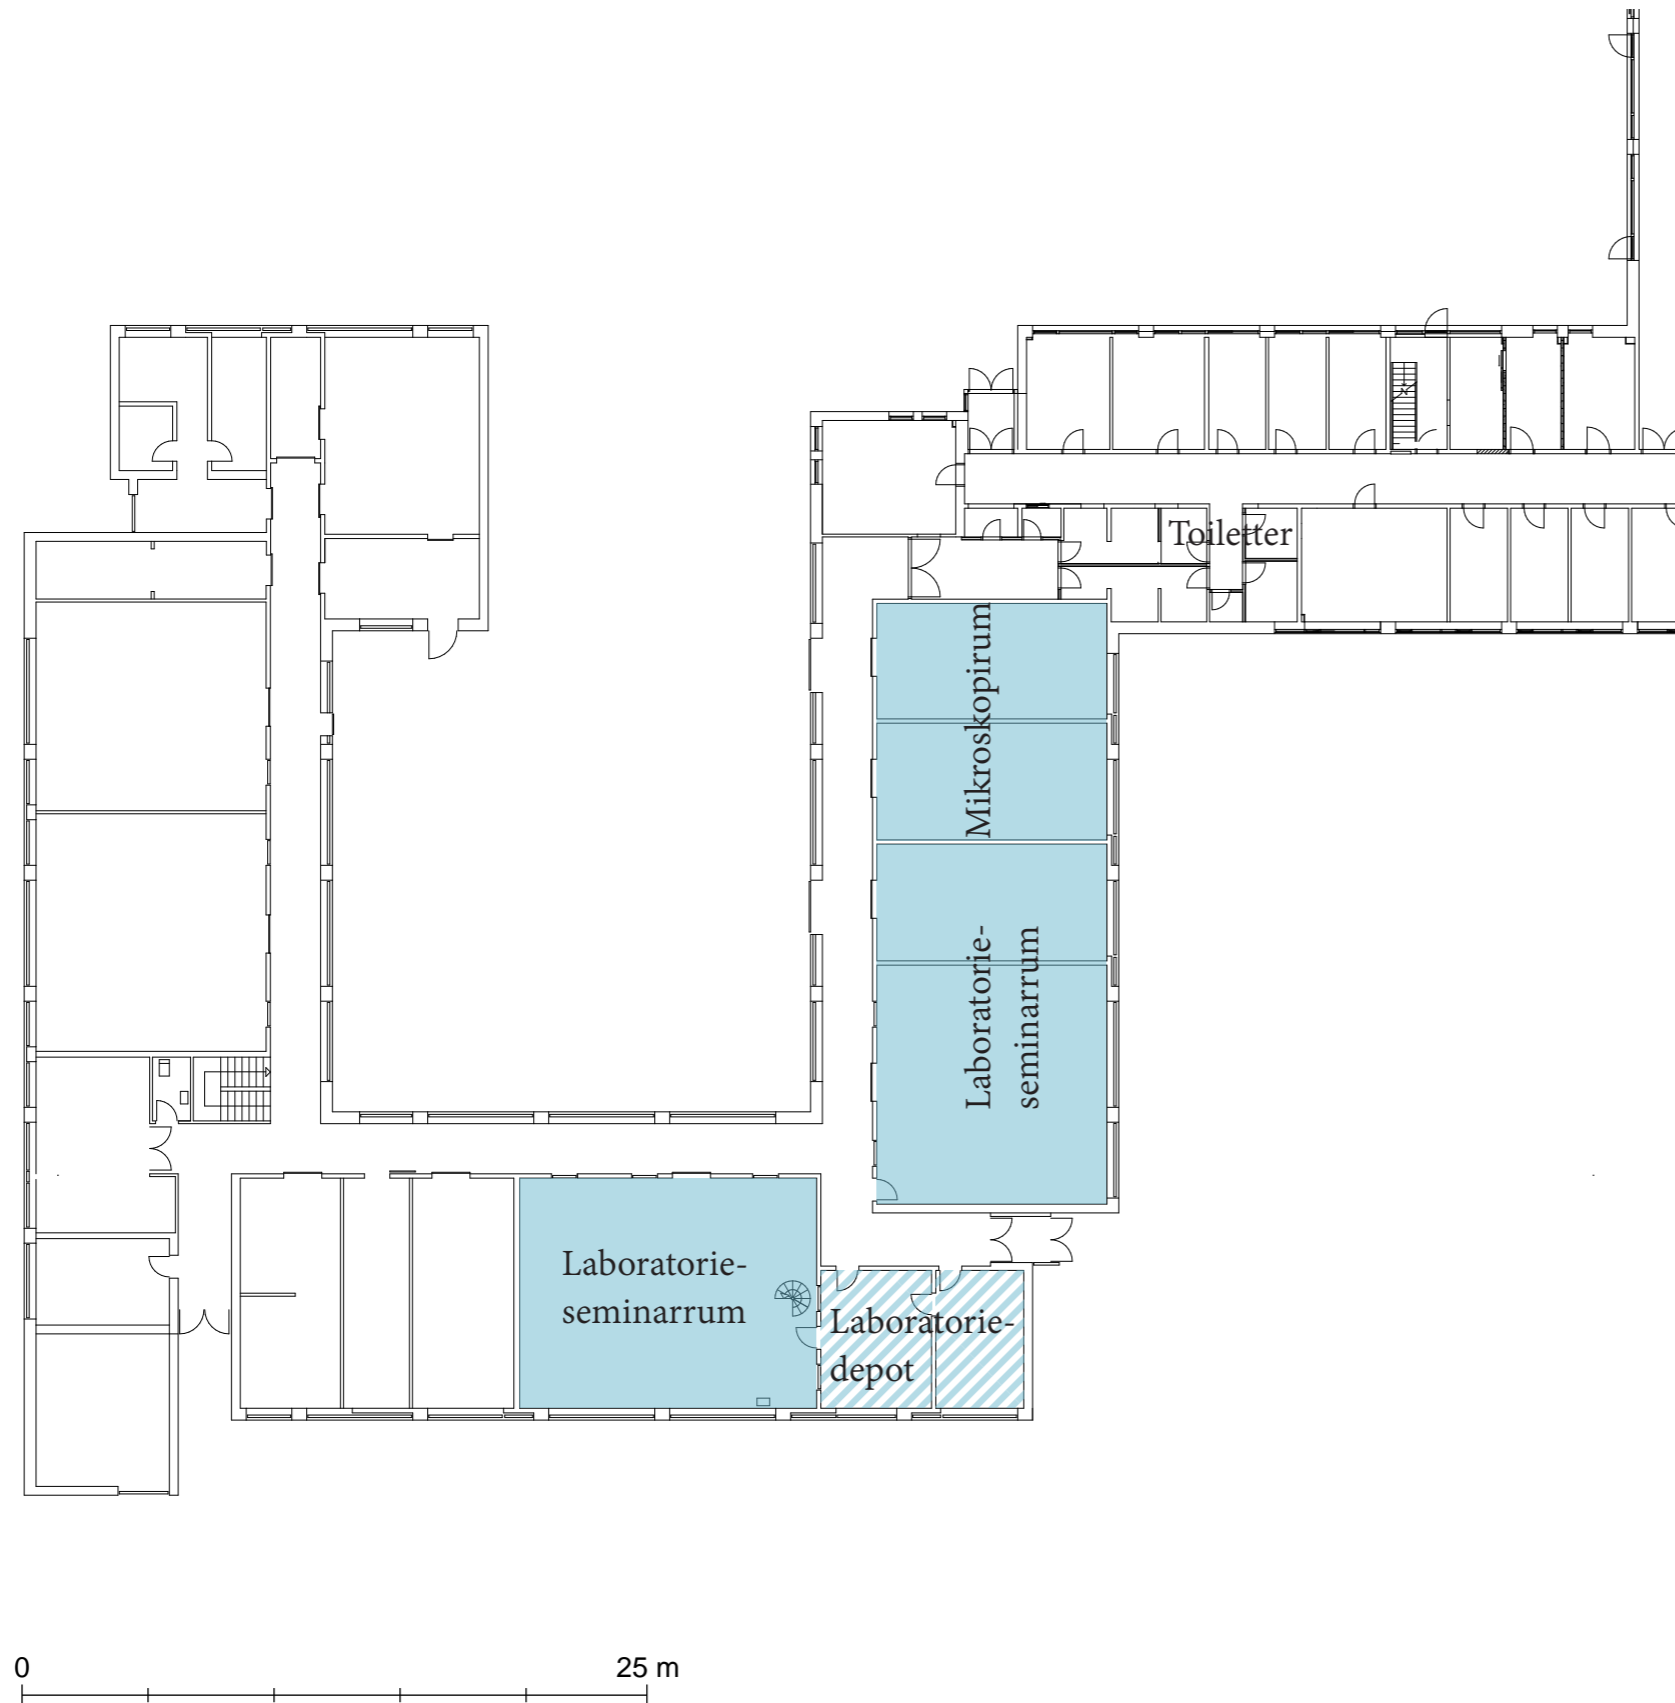 Toiletter
Mikroskopirum
Laboratorie-
seminarrum
Laboratorie-
seminarrum
Laboratorie-
depot
0
25 m